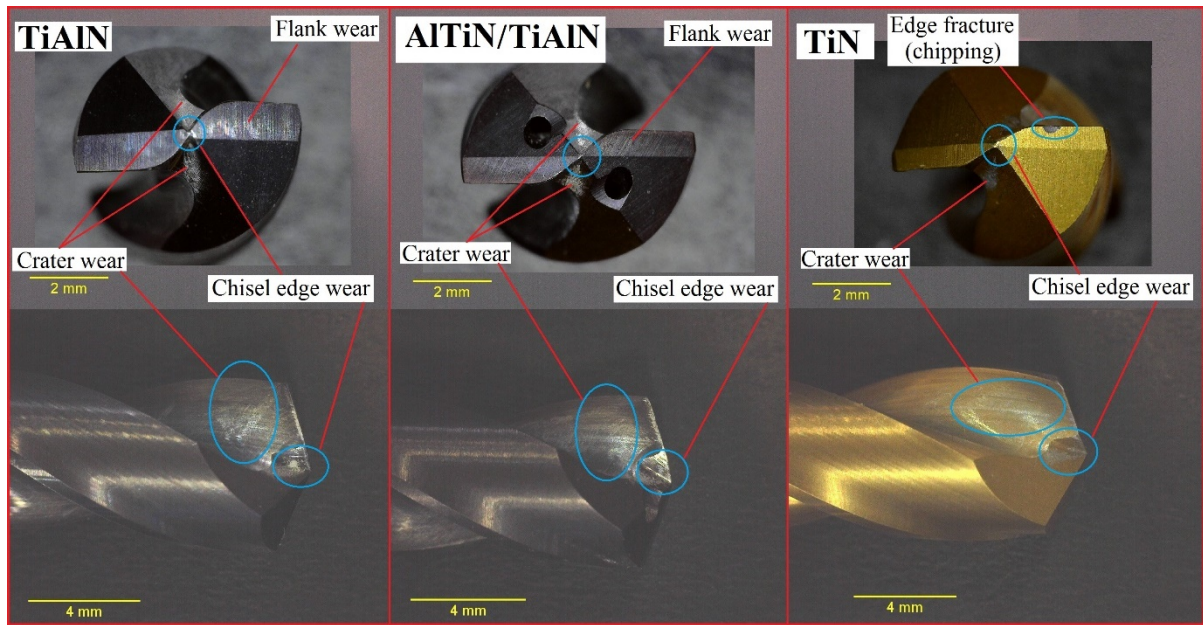 TiAlN
Flank wear
Crater wear
2 mm
Chisel edge wear
4 mm
AlTiN/TiAlN
Flank wear
Crater wear
2 mm
Chisel edge wear
4 mm
TiN
Edge fracture
(chipping)
Crater wear
2 mm
Chisel edge wear
4 mm